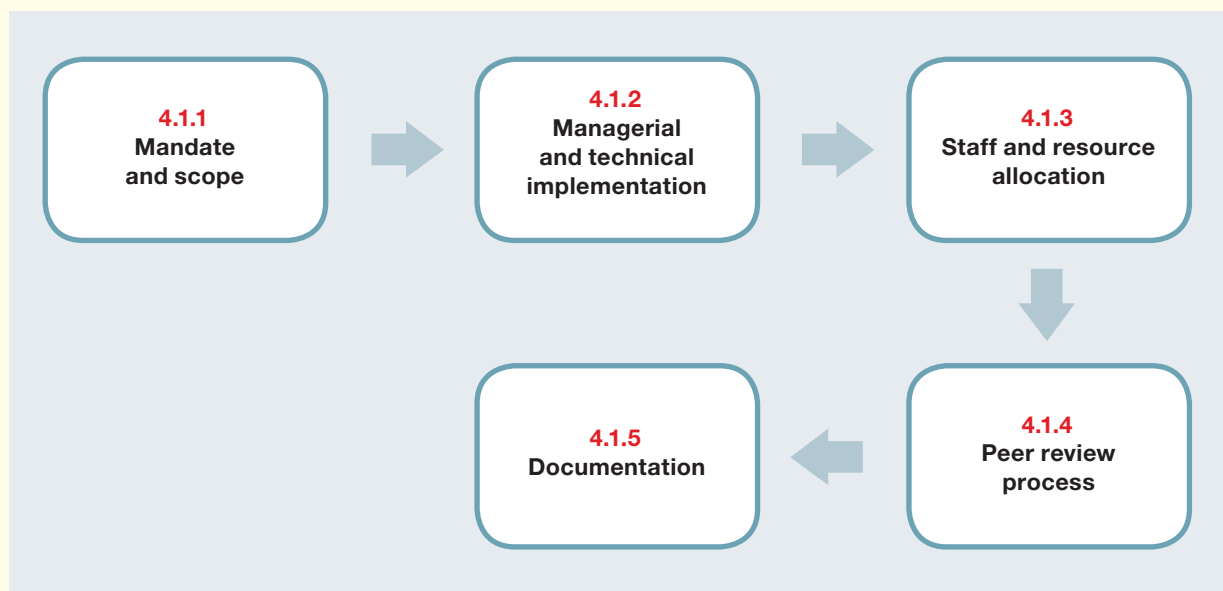 4.1.1
Mandate
and scope
4.1.2
Managerial
and technical
implementation
4.1.3
Staff and resource
allocation
4.1.4
Peer review
process
4.1.5
Documentation